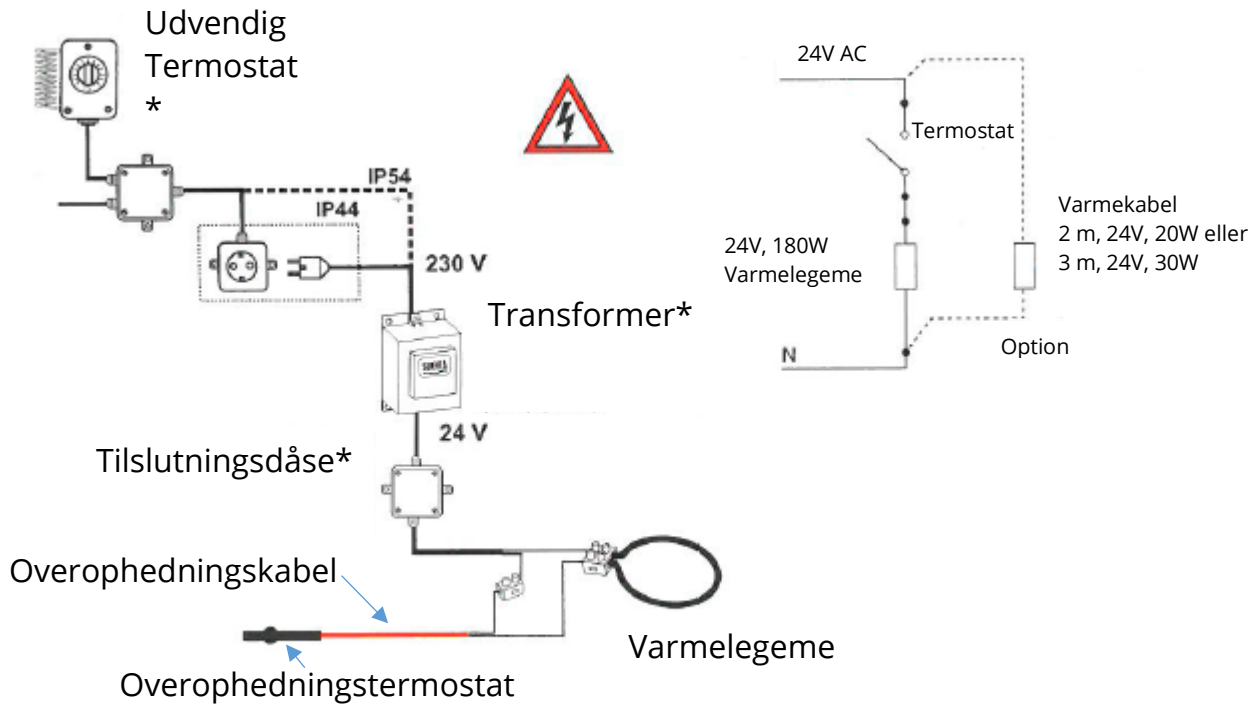 Udvendig
Termostat
*
IP54
IP44
230 V
Transformer*
24 V
Tilslutningsdåse*
Overophedningskabel
Varmelegeme
Overophedningstermostat
24V AC
Termostat
24V, 180W
Varmelegeme
Varmekabel
2 m, 24V, 20W eller
3 m, 24V, 30W
N
Option